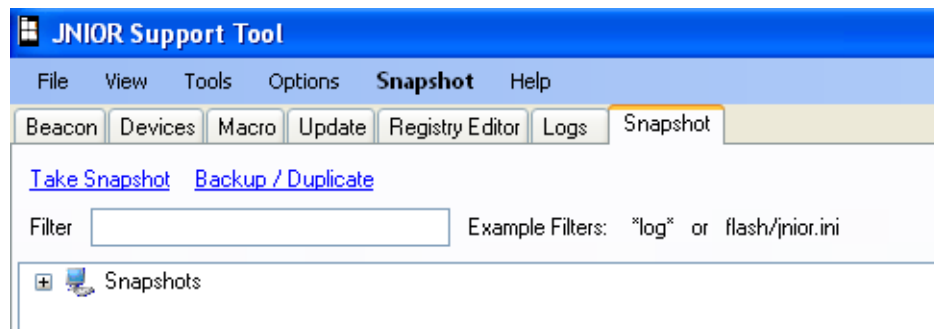 JNIOR Support Tool
File View Tools Options Snapshot Help
Beacon Devices Macro Update Registry Editor Logs Snapshot
Take Snapshot Backup / Duplicate
Filter Example Filters: *log* or flash/jnior.ini
Snapshots